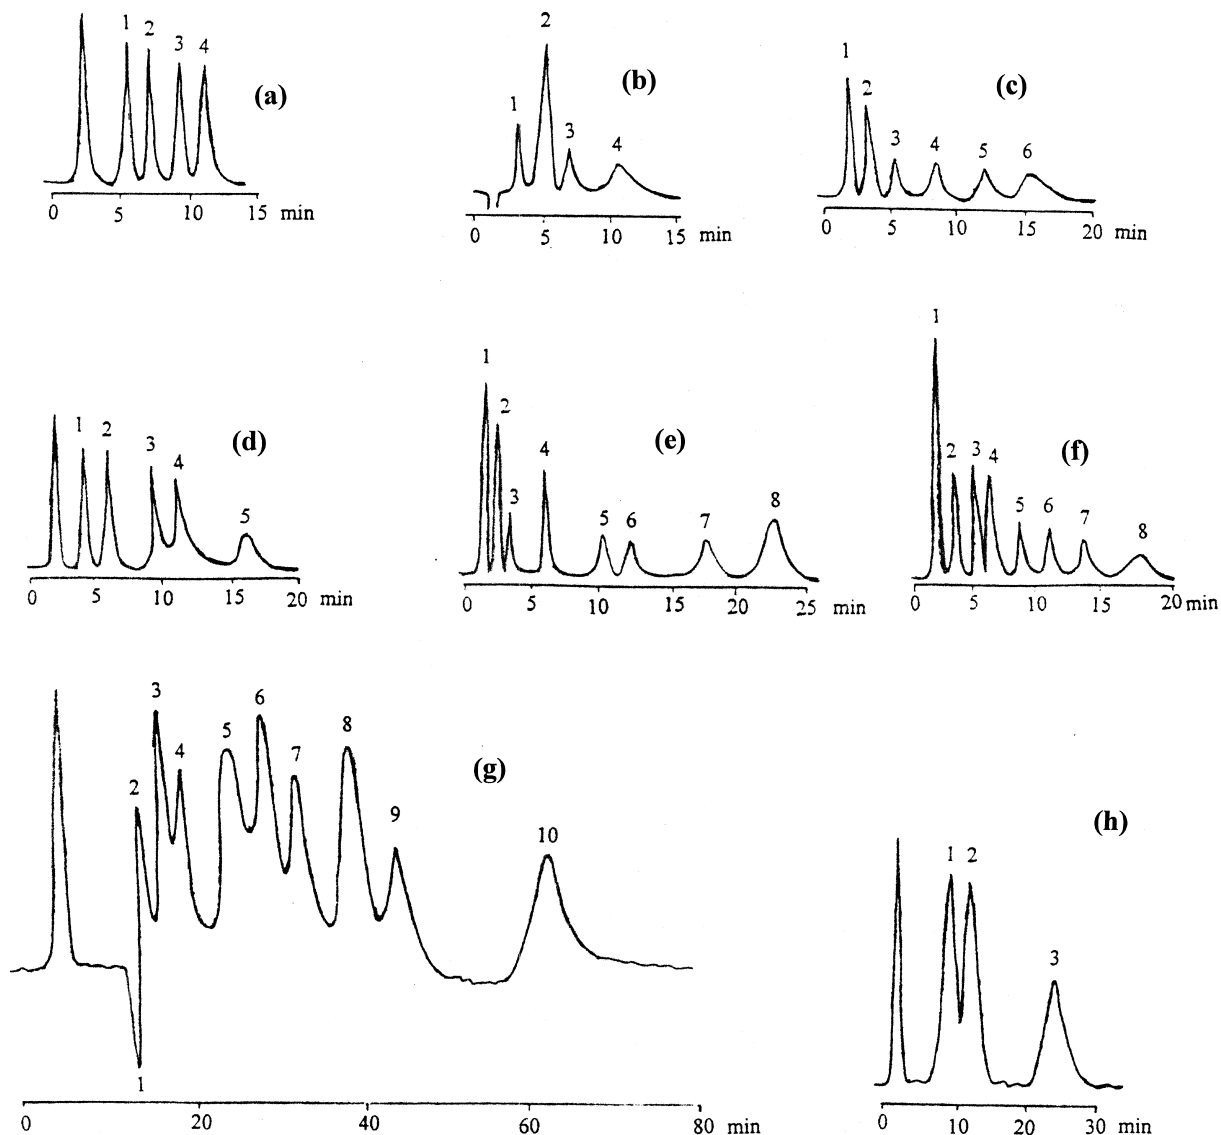 1 2 3 4
(a)
0 5 10 15 min
2
1 3 4
(b)
0 5 10 15 min
1
2
3 4 5 6
(c)
0 5 10 15 20 min
1 2 3 4
5
(d)
0 5 10 15 20 min
1
2
3
4
5 6 7 8
(e)
0 5 10 15 20 25 min
1
2 3 4
5 6 7 8
(f)
0 5 10 15 20 min
3 6
2 4 5 7 8
9 10
1
(g)
0 20 40 60 80 min
(h)
1 2
3
0 10 20 30 min